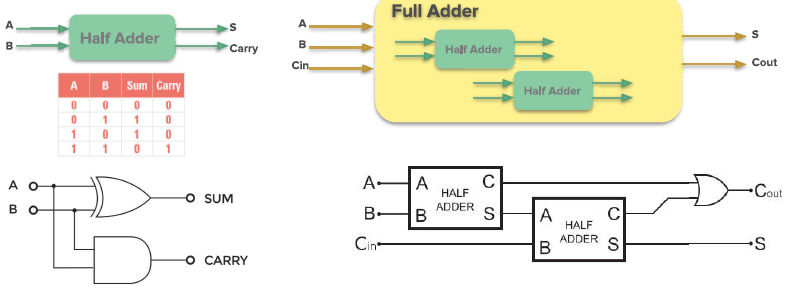 A
B
Half Adder
S
Carry
A B Sum Carry
0 0 0 0
0 1 1 0
1 0 1 0
1 1 0 1
A
B
SUM
CARRY
Full Adder
A
B
Cin
Half Adder
Half Adder
S
Cout
A
B
Cin
A C
HALF
ADDER
B S
A C
HALF
ADDER
B S
Cout
S